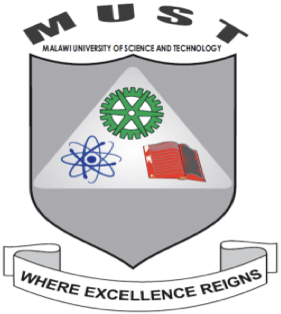 MUST
MALAWI UNIVERSITY OF SCIENCE AND TECHNOLOGY
WHERE EXCELLENCE REIGNS